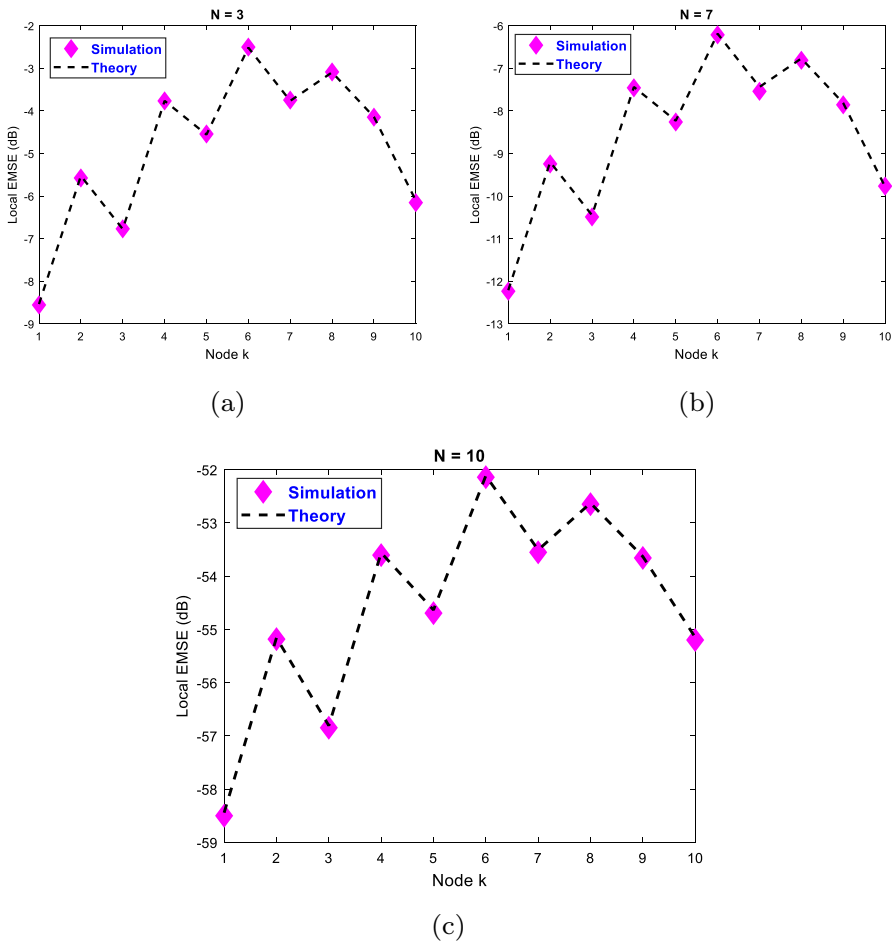 N = 3
Simulation
Theory
Local EMSE (dB)
-2
-3
-4
-5
-6
-7
-8
-9
1 2 3 4 5 6 7 8 9 10
Node k
(a)
N = 7
Simulation
Theory
Local EMSE (dB)
-6
-7
-8
-9
-10
-11
-12
-13
1 2 3 4 5 6 7 8 9 10
Node k
(b)
N = 10
Simulation
Theory
Local EMSE (dB)
-52
-53
-54
-55
-56
-57
-58
-59
1 2 3 4 5 6 7 8 9 10
Node k
(c)